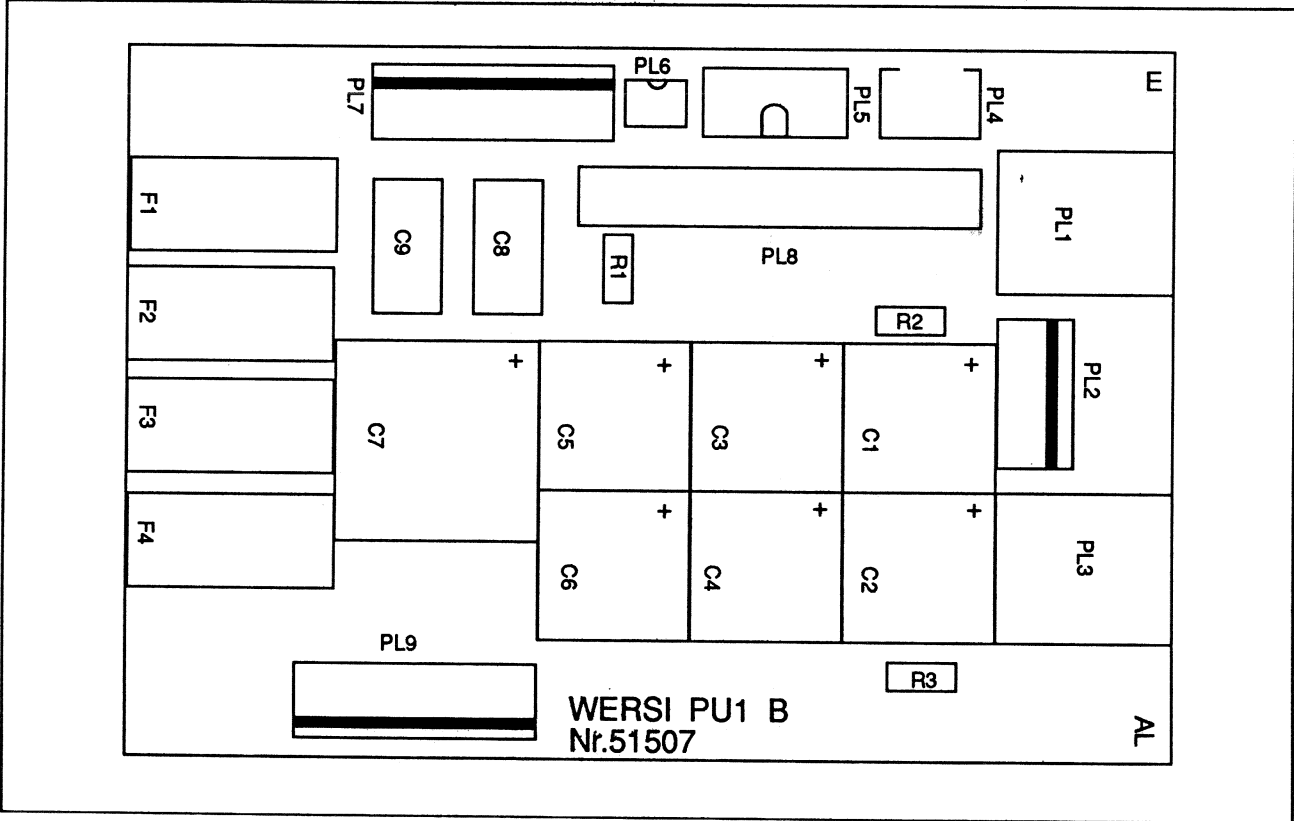 PL6
PL7
PL5
PL4
E
F1
C9
C8
R1
PL8
PL1
F2
R2
F3
C7
C5
C3
C1
PL2
+
+
+
+
F4
C6
C4
C2
PL3
+
+
+
PL9
R3
WERSI PU1 B
Nr.51507
AL